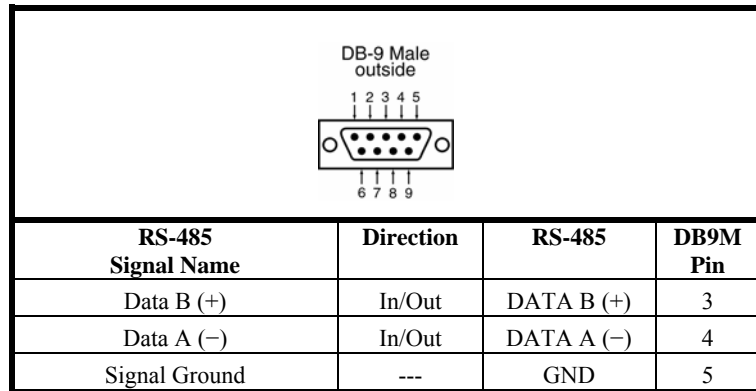 DB-9 Male
outside
1 2 3 4 5
6 7 8 9
RS-485 Signal Name Direction RS-485 DB9M Pin
Data B (+) In/Out DATA B (+) 3
Data A (−) In/Out DATA A (−) 4
Signal Ground --- GND 5